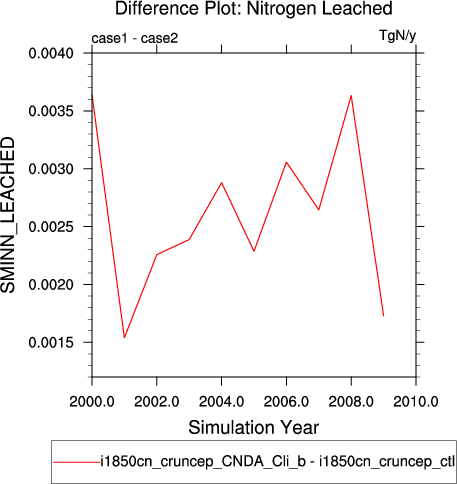 Difference Plot: Nitrogen Leached
case1 - case2 TgN/y
0.0040
0.0035
0.0030
0.0025
0.0020
0.0015
SMINN_LEACHED
2000.0 2002.0 2004.0 2006.0 2008.0 2010.0
Simulation Year
i1850cn_cruncep_CNDA_Cli_b - i1850cn_cruncep_ctl